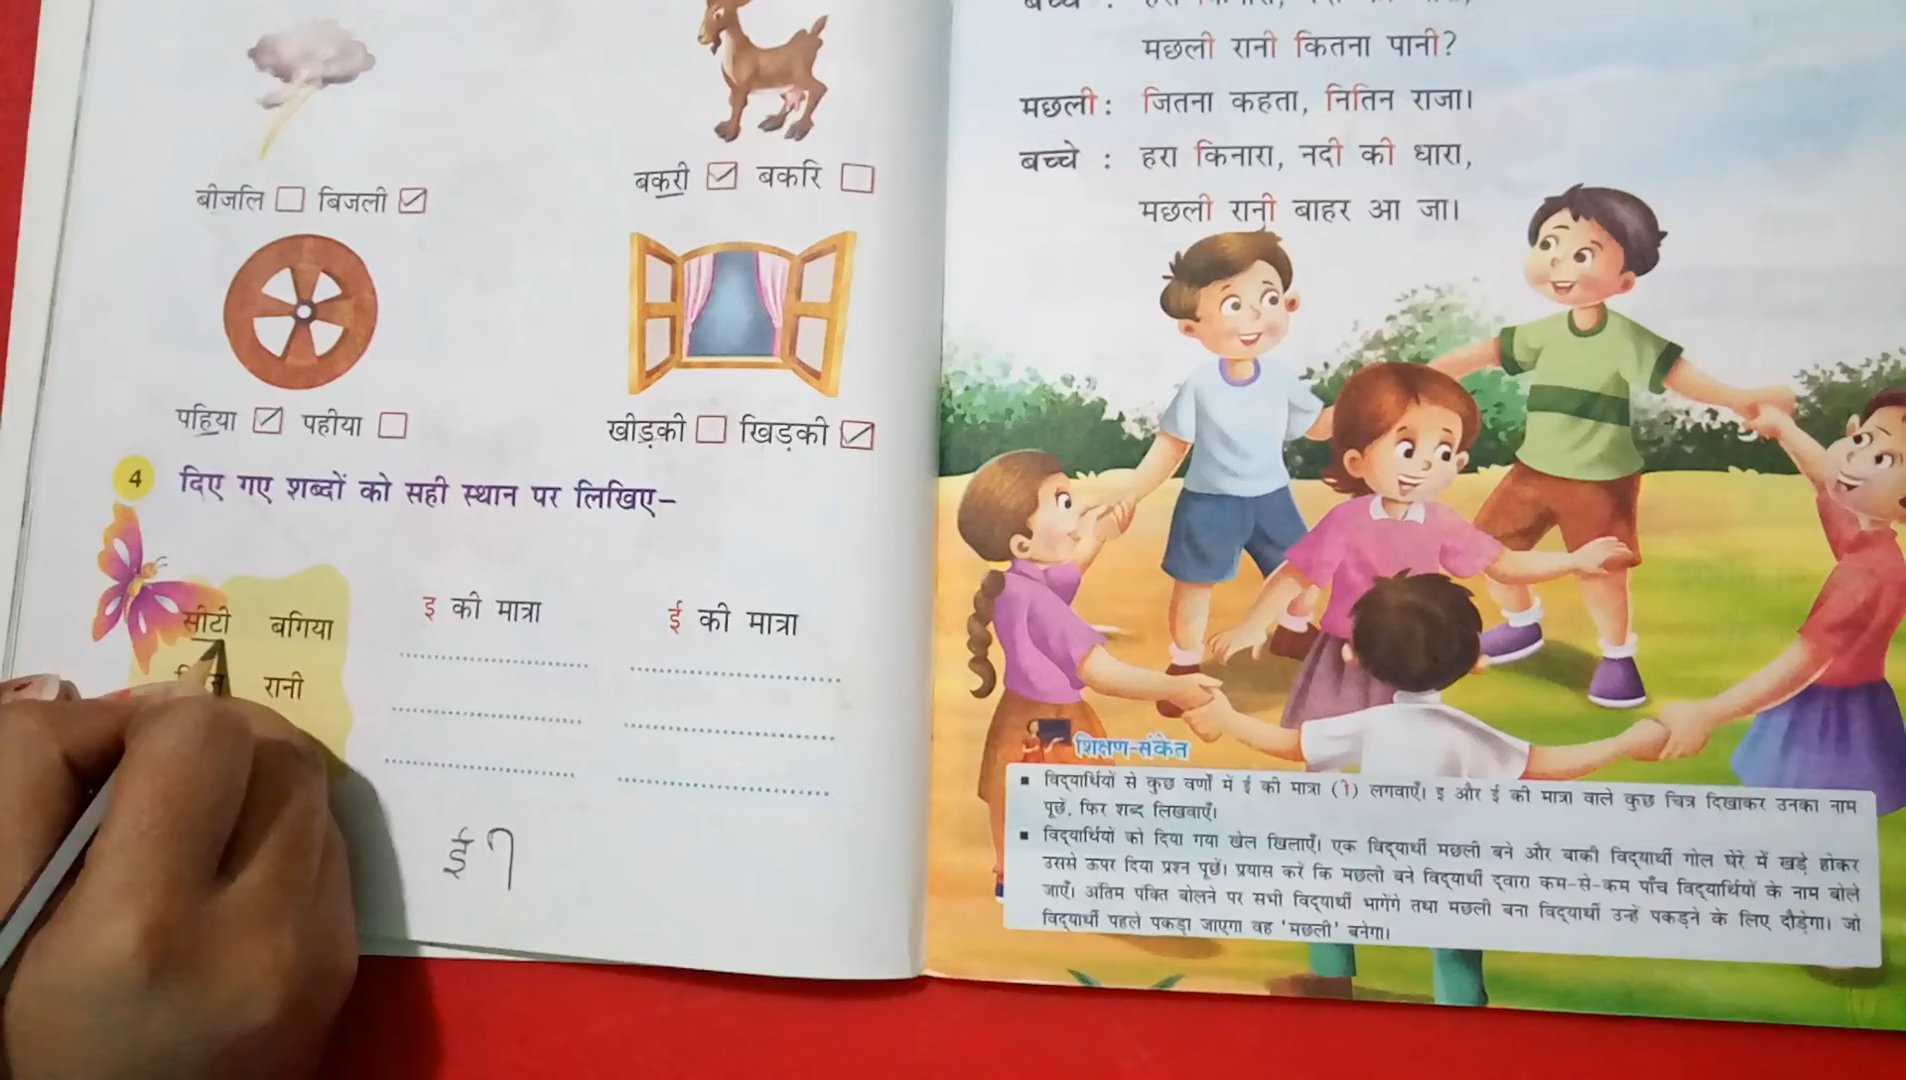 बीजलि बिजली
बकरी बकरि
पहिया पहीया
खीड़की खिड़की
4 दिए गए शब्दों को सही स्थान पर लिखिए-
सीटी बगिया
रानी
इ की मात्रा
ई की मात्रा
ई ी
मछली रानी कितना पानी?
मछली : जितना कहता, नितिन राजा।
बच्चे : हरा किनारा, नदी की धारा,
मछली रानी बाहर आ जा।
शिक्षण-संकेत
▪ विद्यार्थियों से कुछ वर्णों में ई की मात्रा (ी) लगवाएँ। इ और ई की मात्रा वाले कुछ चित्र दिखाकर उनका नाम
पूछें, फिर शब्द लिखवाएँ।
▪ विद्यार्थियों को दिया गया खेल खिलाएँ। एक विद्यार्थी मछली बने और बाकी विद्यार्थी गोल घेरे में खड़े होकर
उससे ऊपर दिया प्रश्न पूछें। प्रयास करें कि मछली बने विद्यार्थी द्वारा कम-से-कम पाँच विद्यार्थियों के नाम बोले
जाएँ। अंतिम पंक्ति बोलने पर सभी विद्यार्थी भागेंगे तथा मछली बना विद्यार्थी उन्हें पकड़ने के लिए दौड़ेगा। जो
विद्यार्थी पहले पकड़ा जाएगा वह 'मछली' बनेगा।